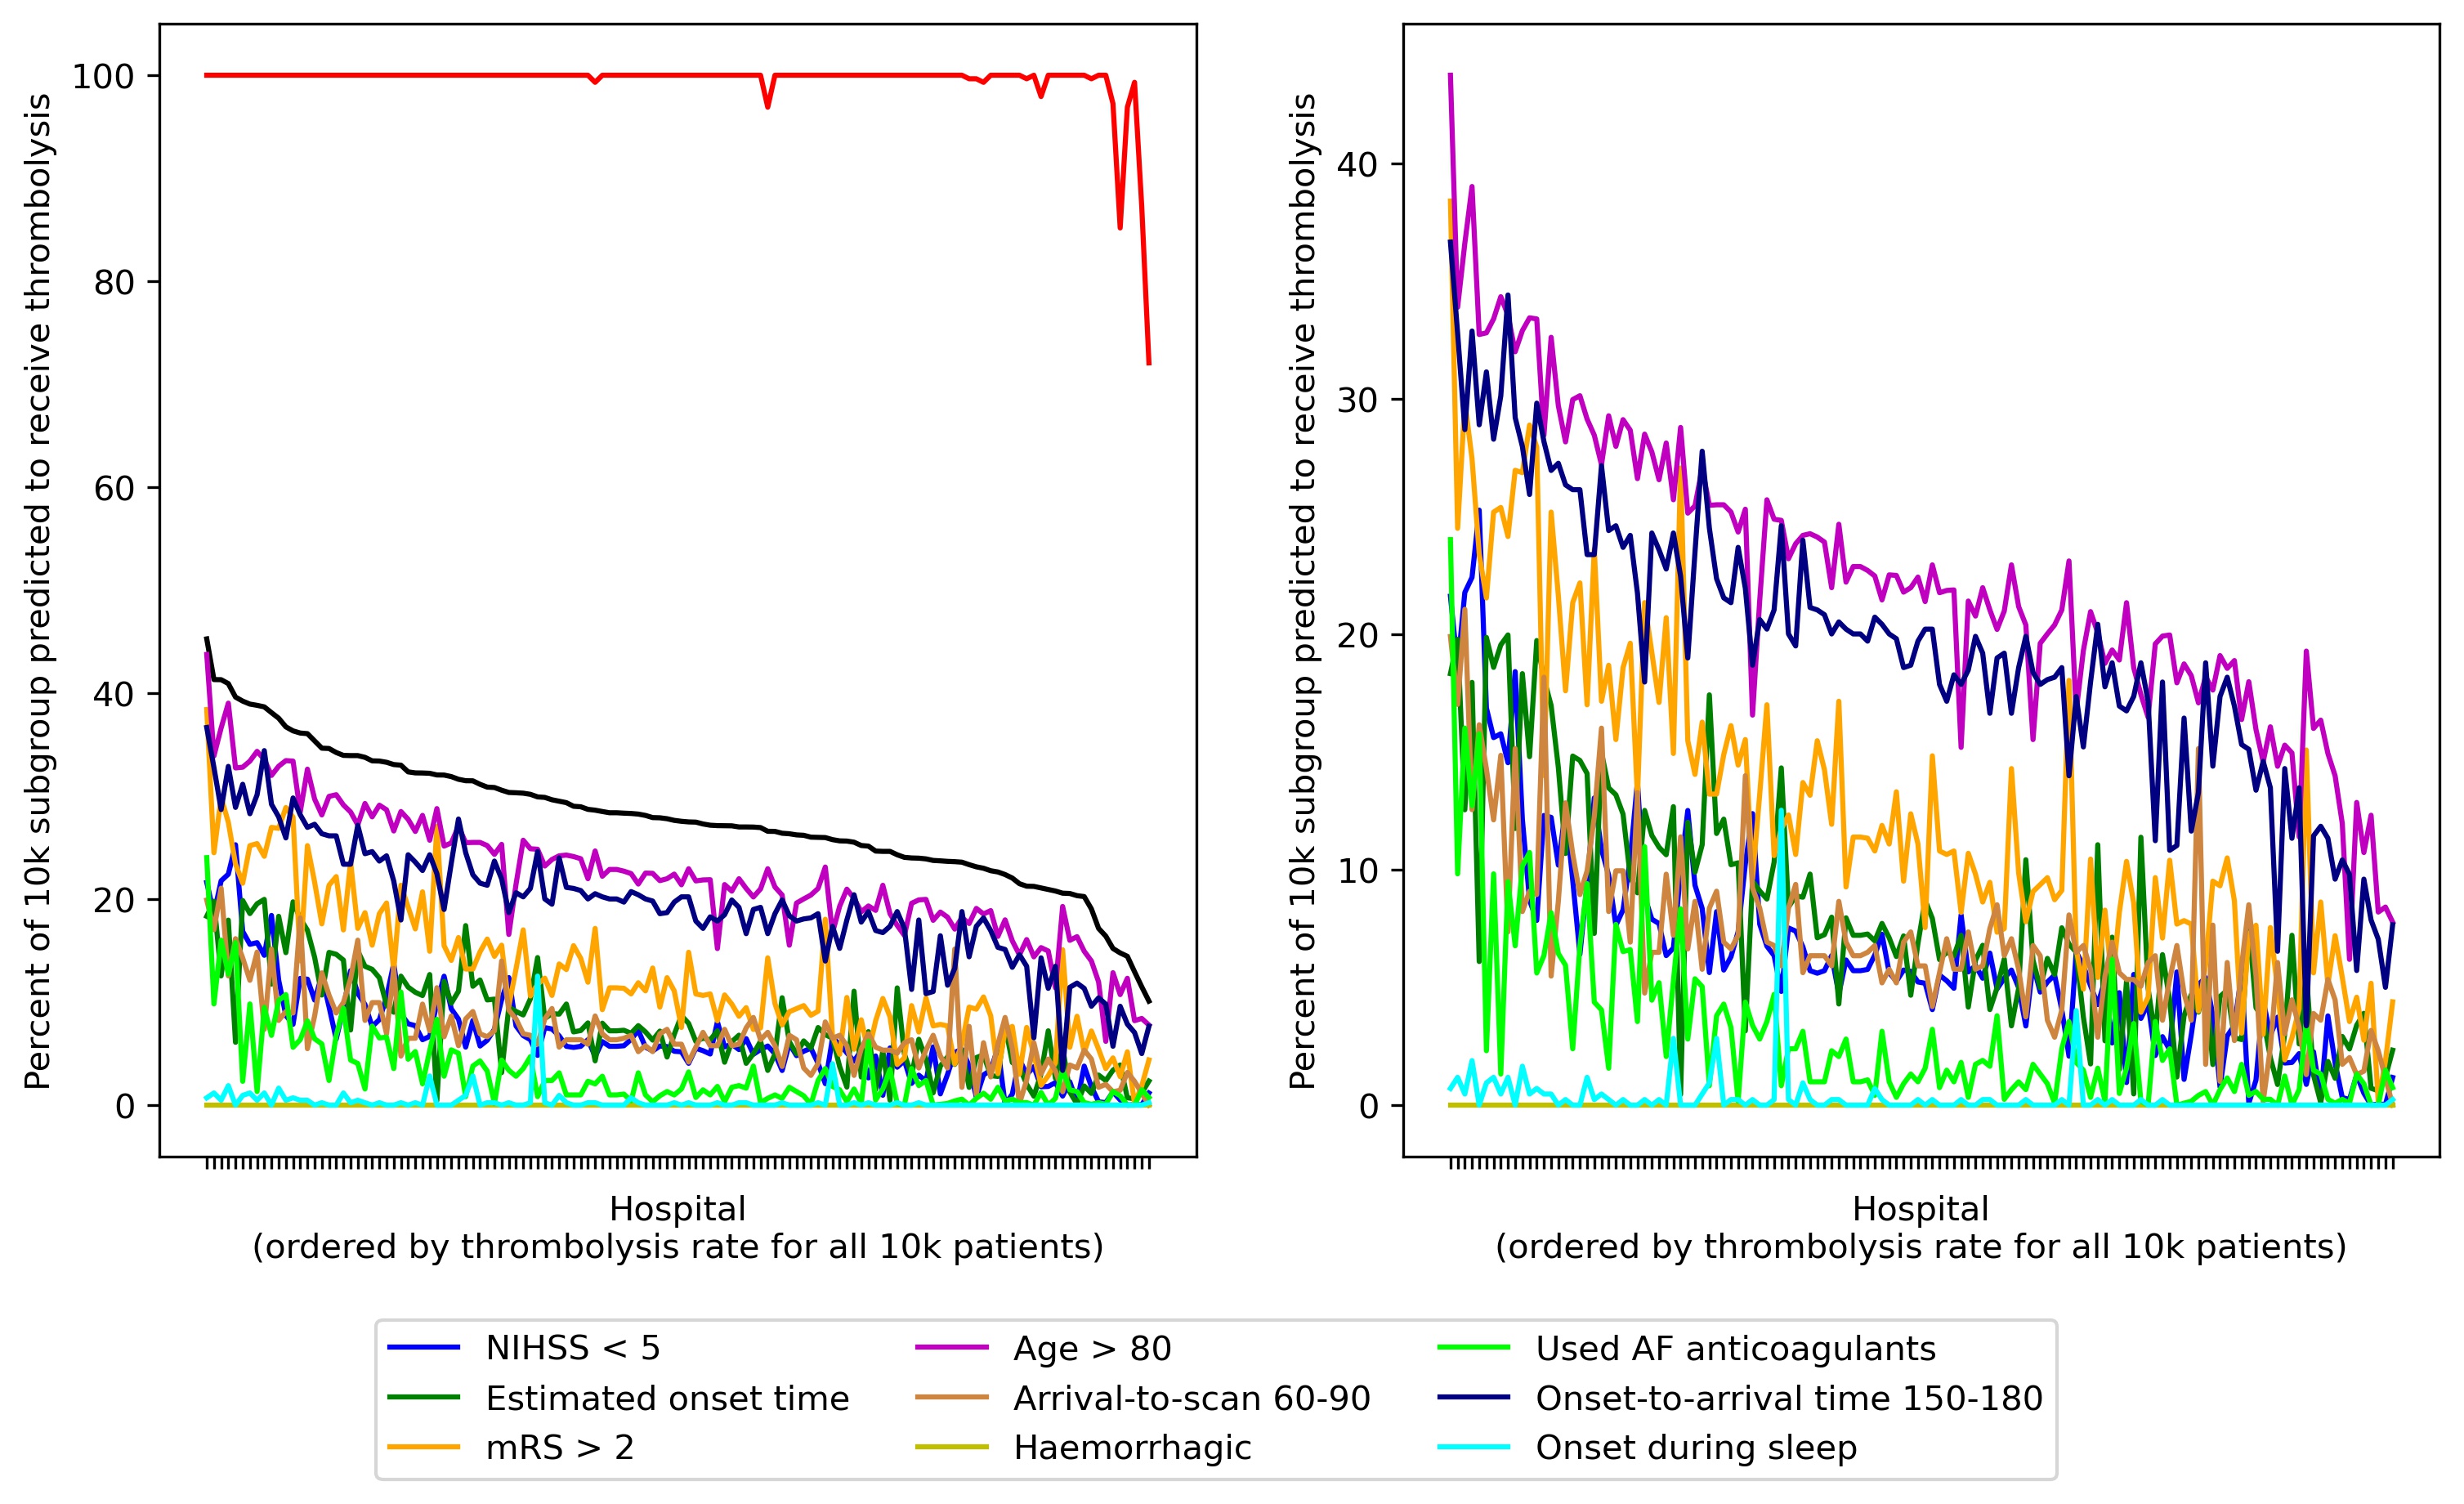 Percent of 10k subgroup predicted to receive thrombolysis
100
80
60
40
20
0
Hospital
(ordered by thrombolysis rate for all 10k patients)
Percent of 10k subgroup predicted to receive thrombolysis
40
30
20
10
0
Hospital
(ordered by thrombolysis rate for all 10k patients)
NIHSS < 5
Estimated onset time
mRS > 2
Age > 80
Arrival-to-scan 60-90
Haemorrhagic
Used AF anticoagulants
Onset-to-arrival time 150-180
Onset during sleep